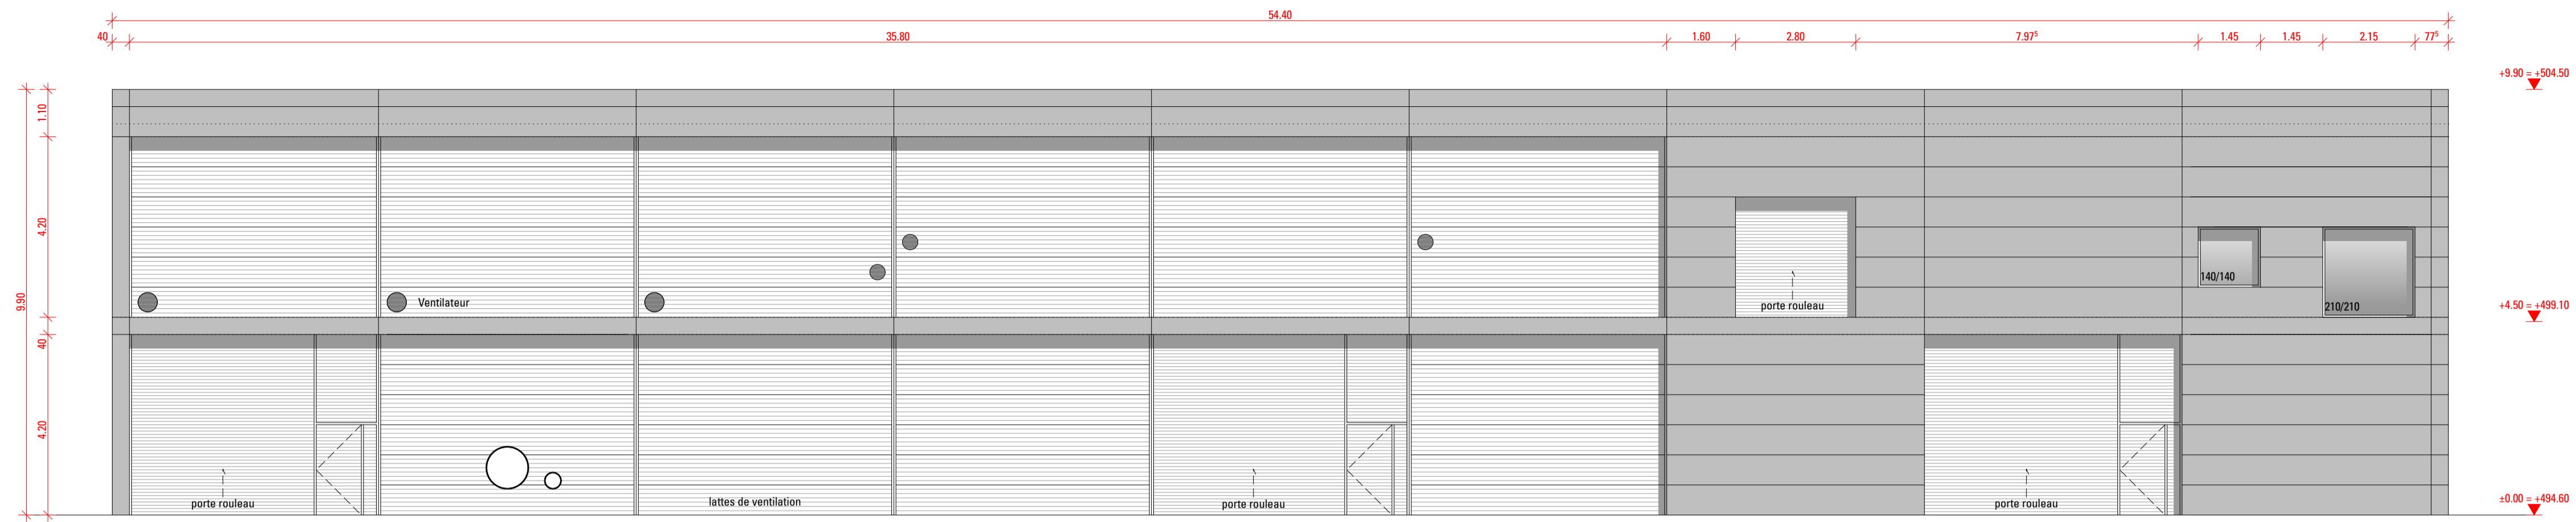 54.40
40 35.80 1.60 2.80 7.97⁵ 1.45 1.45 2.15 77⁵
+9.90 = +504.50
1.10
4.20
140/140
9.90
Ventilateur
porte rouleau
210/210
+4.50 = +499.10
40
4.20
porte rouleau
lattes de ventilation
porte rouleau
porte rouleau
±0.00 = +494.60